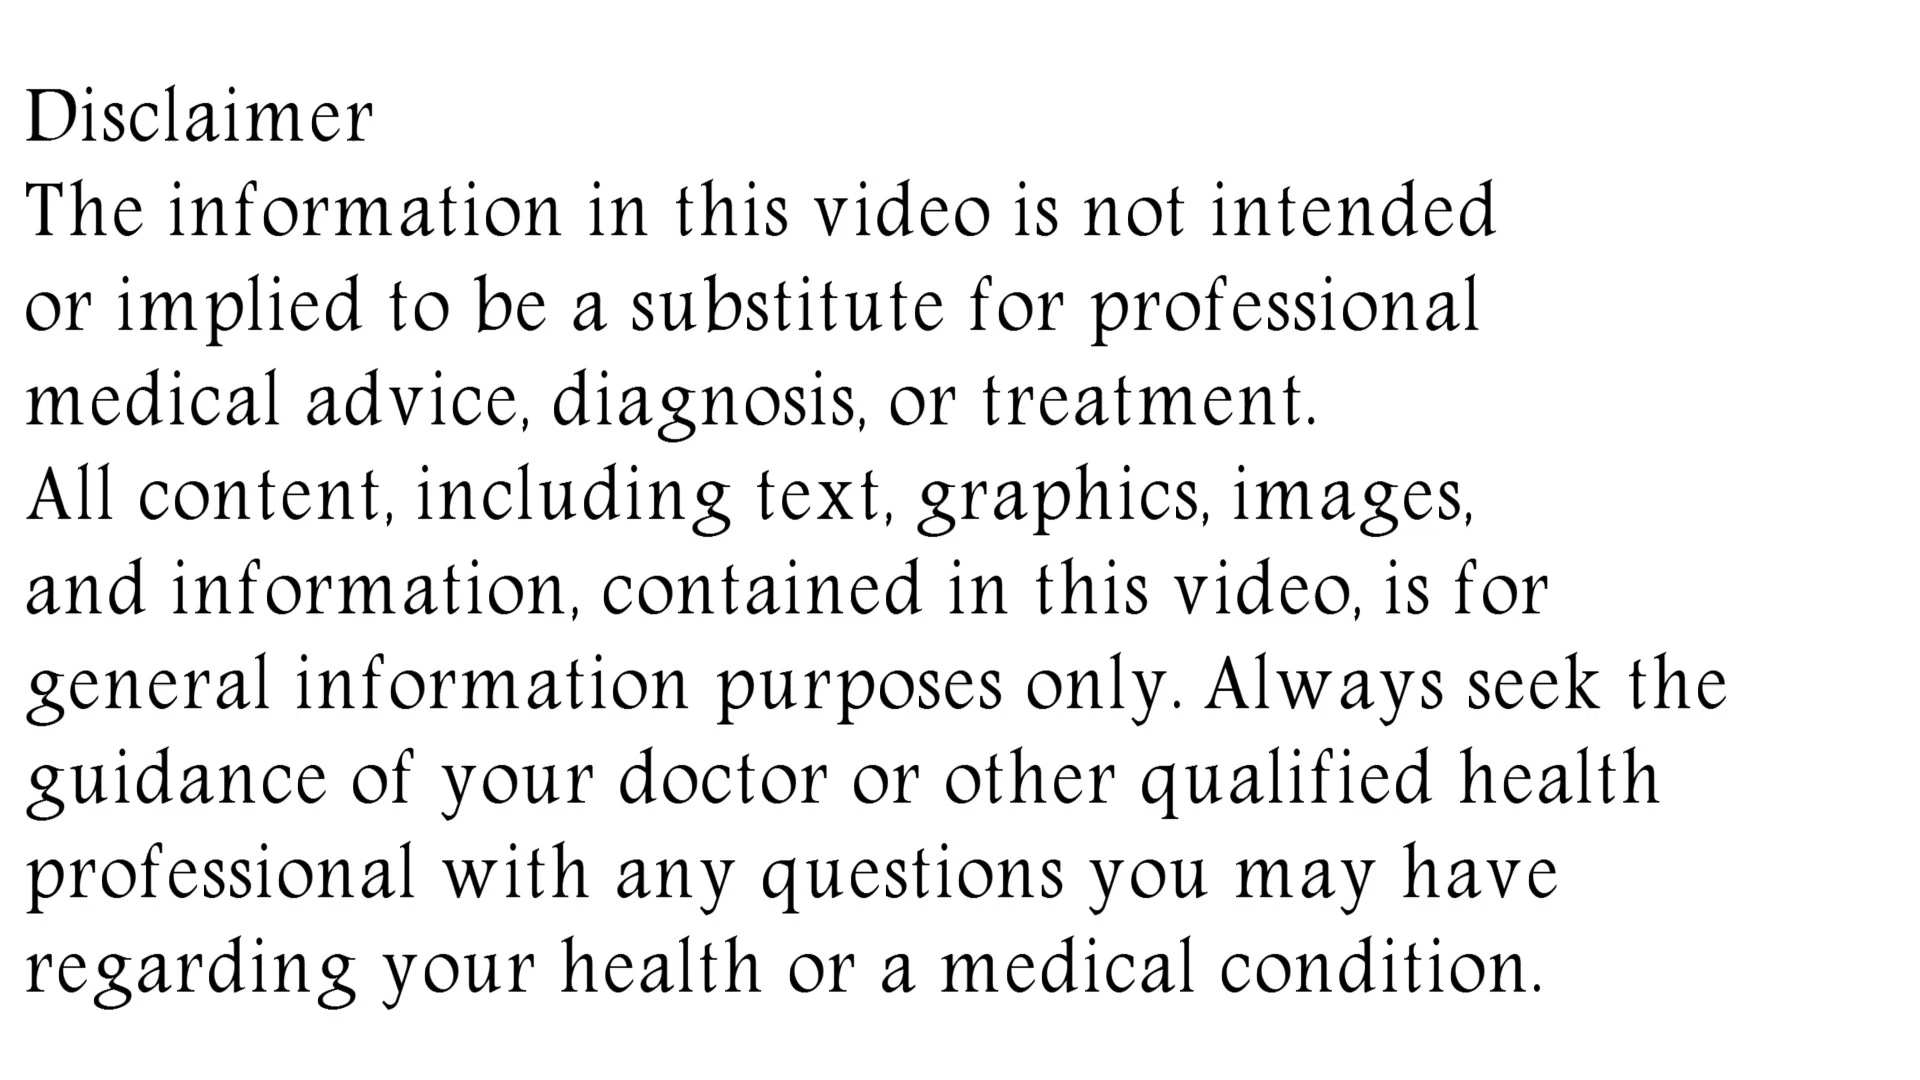 Disclaimer
The information in this video is not intended
or implied to be a substitute for professional
medical advice, diagnosis, or treatment.
All content, including text, graphics, images,
and information, contained in this video, is for
general information purposes only. Always seek the
guidance of your doctor or other qualified health
professional with any questions you may have
regarding your health or a medical condition.